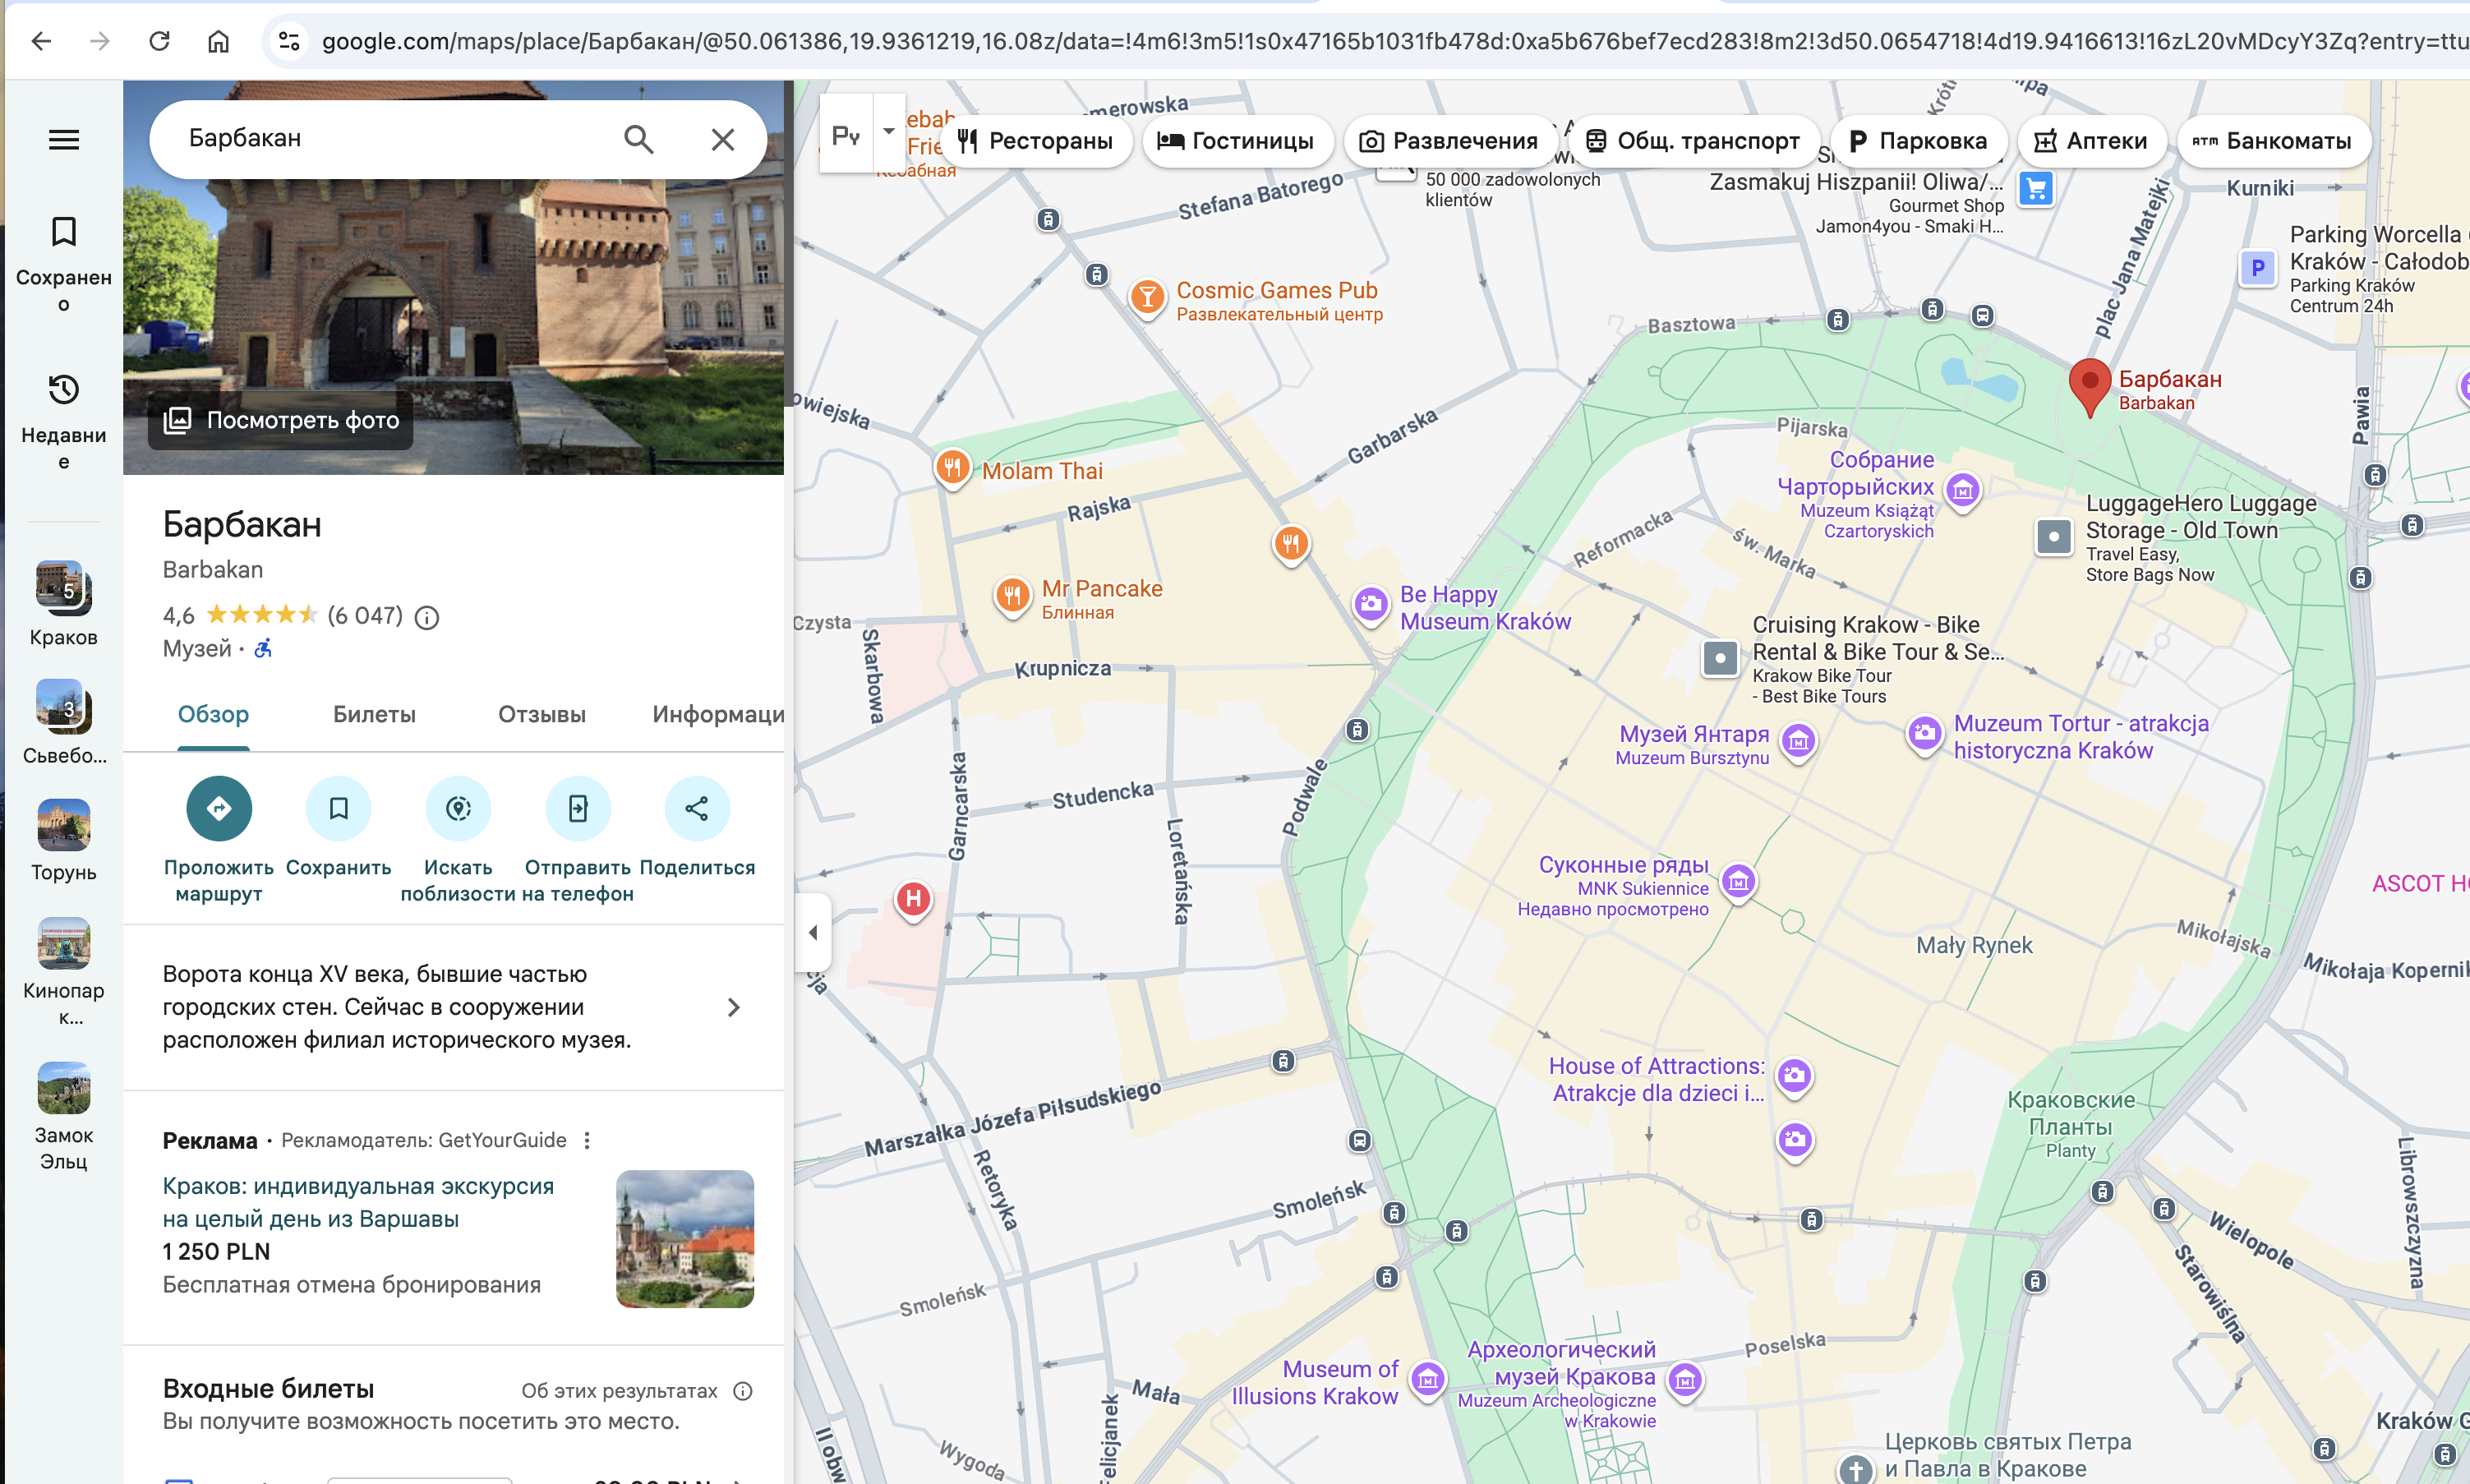 google.com/maps/place/Барбакан/@50.061386,19.9361219,16.08z/data=!4m6!3m5!1s0x47165b1031fb478d:0xa5b676bef7ecd283!8m2!3d50.0654718!4d19.9416613!16zL20vMDcyY3Zq?entry=ttu
Барбакан
Сохранен
о
Недавни
е
5
Краков
3
Сьвебо...
Торунь
Кинопар
к...
Замок
Эльц
Посмотреть фото
Барбакан
Barbakan
4,6 (6 047)
Музей ·
Обзор
Билеты
Отзывы
Информаци
Проложить
маршрут
Сохранить
Искать
поблизости
Отправить
на телефон
Поделиться
Ворота конца XV века, бывшие частью
городских стен. Сейчас в сооружении
расположен филиал исторического музея.
Реклама · Рекламодатель: GetYourGuide
Краков: индивидуальная экскурсия
на целый день из Варшавы
1 250 PLN
Бесплатная отмена бронирования
Входные билеты
Об этих результатах
Вы получите возможность посетить это место.
Ру
Рестораны
Гостиницы
Развлечения
Общ. транспорт
Парковка
Аптеки
Банкоматы
50 000 zadowolonych
klientów
Zasmakuj Hiszpanii! Oliwa/...
Gourmet Shop
Jamon4you - Smaki H...
Kurniki
Stefana Batorego
plac Jana Matejki
Parking Worcella
Kraków - Całodob
Parking Kraków
Centrum 24h
Cosmic Games Pub
Развлекательный центр
Basztowa
Барбакан
Barbakan
Pawia
Garbarska
Pijarska
Molam Thai
Rajska
Собрание
Чарторыйских
Muzeum Książąt
Czartoryskich
LuggageHero Luggage
Storage - Old Town
Travel Easy,
Store Bags Now
Reformacka
św. Marka
Mr Pancake
Блинная
Be Happy
Museum Kraków
Czysta
Skarbowa
Cruising Krakow - Bike
Rental & Bike Tour & Se...
Krakow Bike Tour
- Best Bike Tours
Krupnicza
Музей Янтаря
Muzeum Bursztynu
Muzeum Tortur - atrakcja
historyczna Kraków
Garncarska
Studencka
Podwale
Loretańska
Суконные ряды
MNK Sukiennice
Недавно просмотрено
H
ASCOT
Mały Rynek
Mikołajska
Mikołaja Kopernik
House of Attractions:
Atrakcje dla dzieci i...
Marszałka Józefa Piłsudskiego
Краковские
Планты
Planty
Retoryka
Smoleńsk
Librowszczyzna
Wielopole
Starowiślna
Smoleńsk
Poselska
Museum of
Illusions Krakow
Археологический
музей Кракова
Muzeum Archeologiczne
w Krakowie
Mała
Felicjanek
Wygoda
Kraków G
Церковь святых Петра
и Павла в Кракове